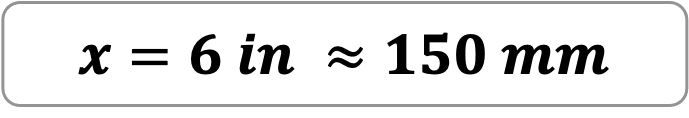 x = 6 in ≈ 150 mm